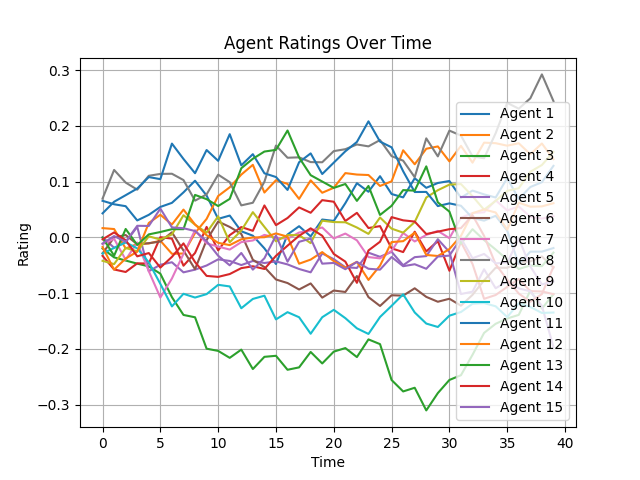 Agent Ratings Over Time
Rating
0.3
0.2
0.1
0.0
−0.1
−0.2
−0.3
0
5
10
15
20
25
30
35
40
Time
Agent 1
Agent 2
Agent 3
Agent 4
Agent 5
Agent 6
Agent 7
Agent 8
Agent 9
Agent 10
Agent 11
Agent 12
Agent 13
Agent 14
Agent 15